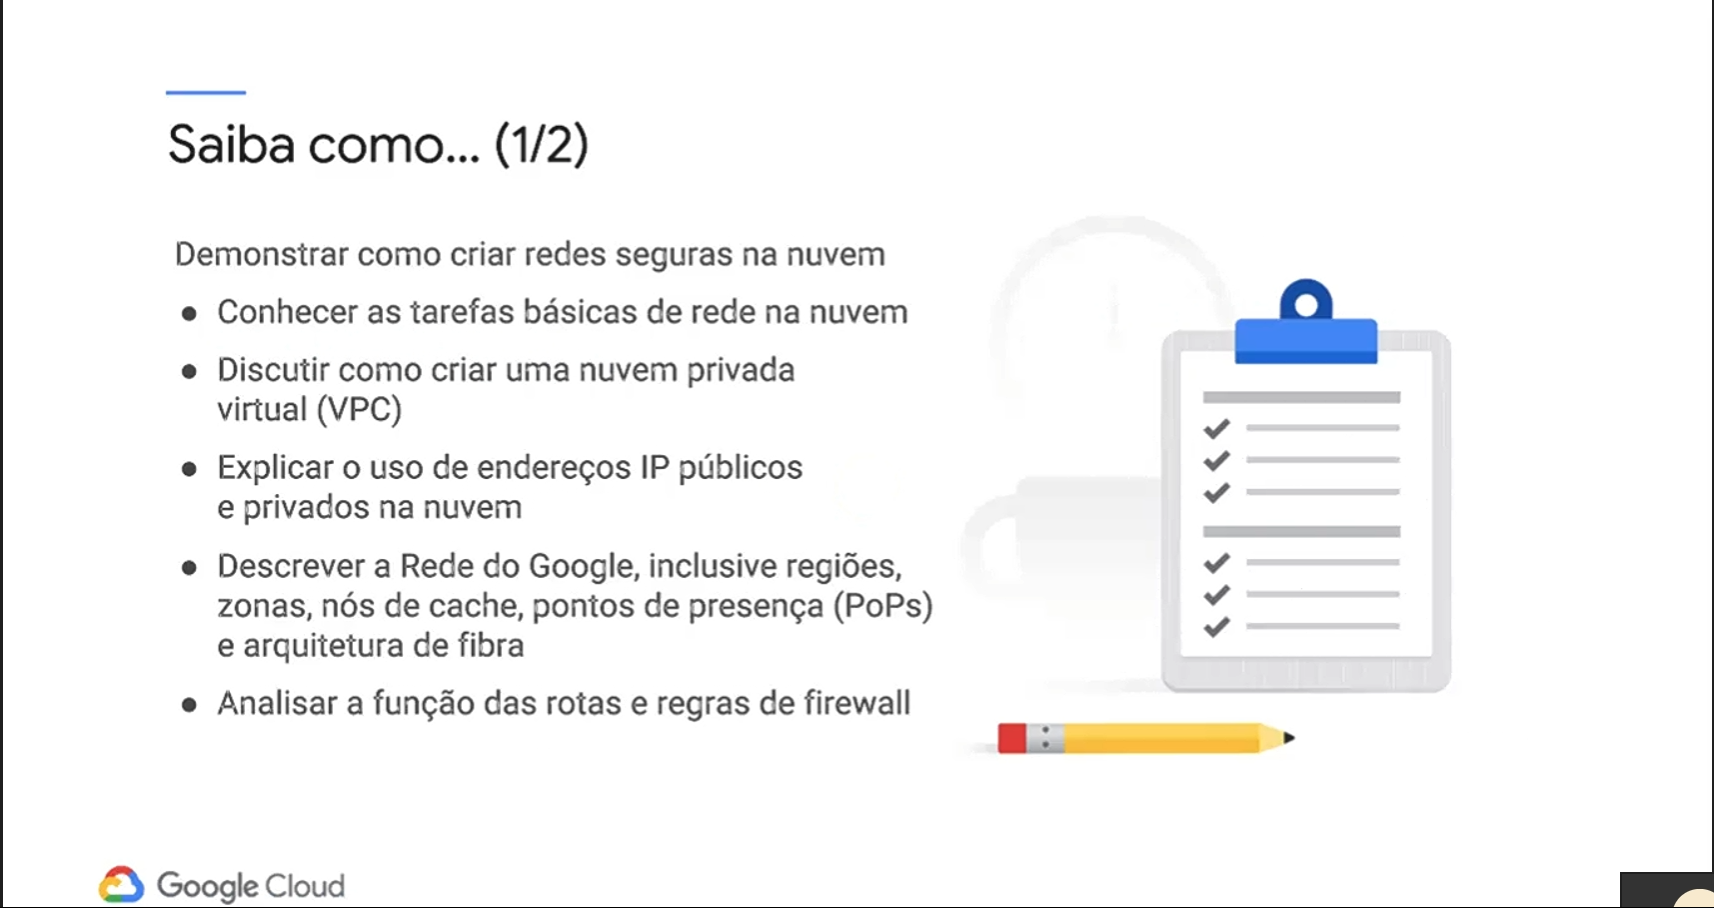 Saiba como... (1/2)
Demonstrar como criar redes seguras na nuvem
● Conhecer as tarefas básicas de rede na nuvem
● Discutir como criar uma nuvem privada
virtual (VPC)
● Explicar o uso de endereços IP públicos
e privados na nuvem
● Descrever a Rede do Google, inclusive regiões,
zonas, nós de cache, pontos de presença (PoPs)
e arquitetura de fibra
● Analisar a função das rotas e regras de firewall
Google Cloud